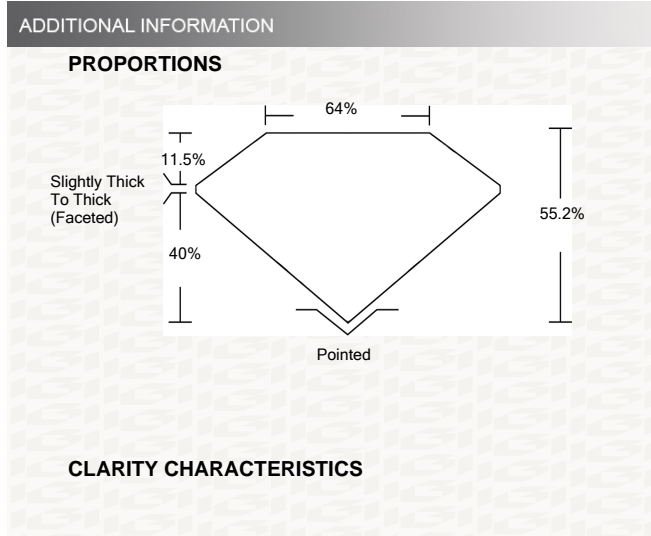 ADDITIONAL INFORMATION
PROPORTIONS
64%
11.5%
Slightly Thick
To Thick
(Faceted)
55.2%
40%
Pointed
CLARITY CHARACTERISTICS